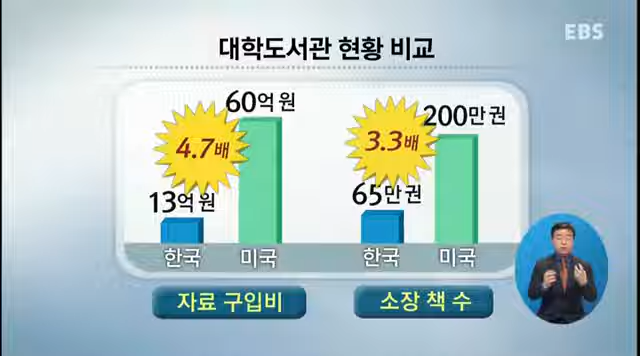 대학도서관 현황 비교
EBS
60억 원
4.7배
13억 원
한국
미국
자료 구입비
200만 권
3.3배
65만 권
한국
미국
소장 책 수